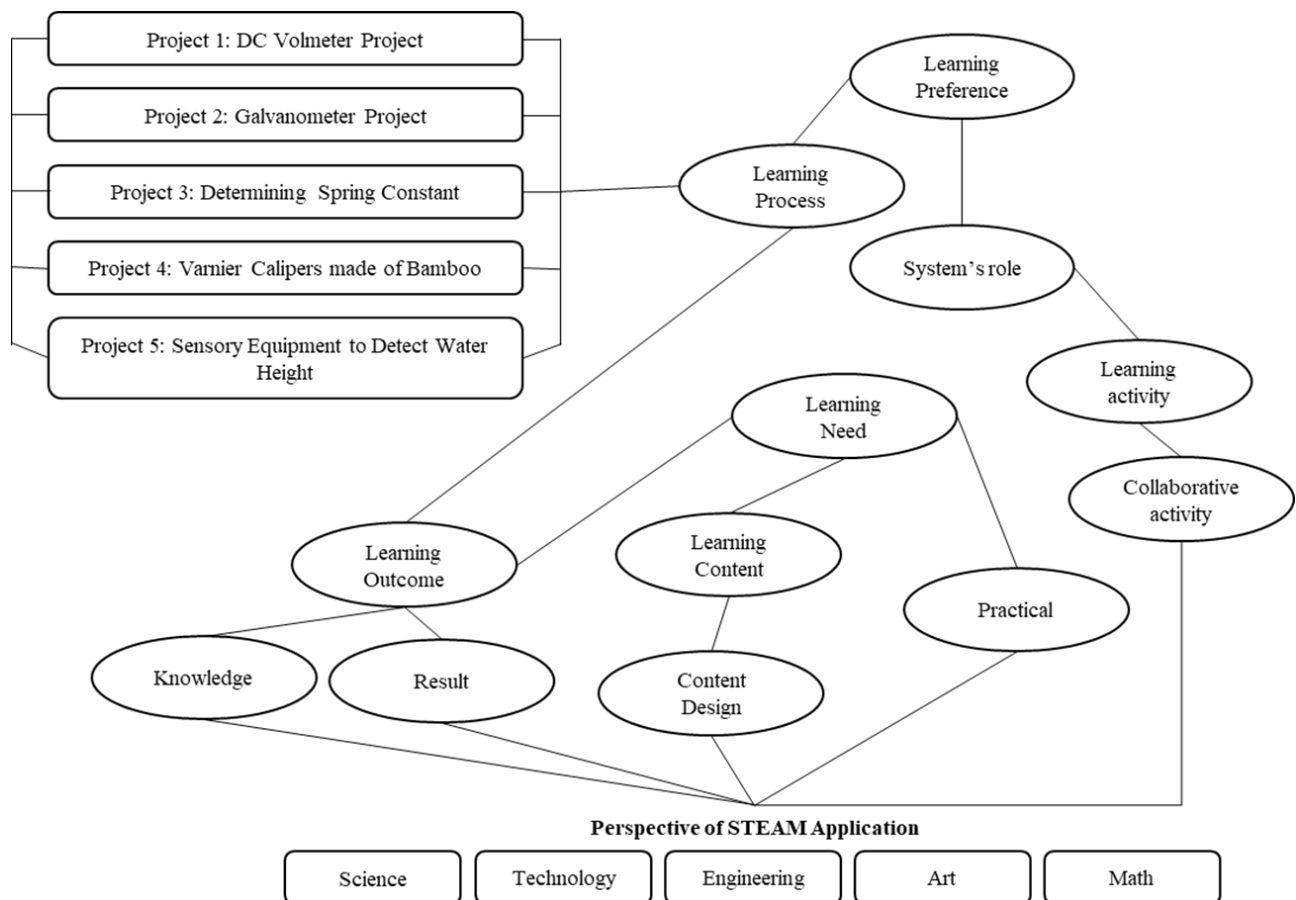 Project 1: DC Volmeter Project
Project 2: Galvanometer Project
Project 3: Determining Spring Constant
Project 4: Varnier Calipers made of Bamboo
Project 5: Sensory Equipment to Detect Water
Height
Learning
Preference
Learning
Process
System's role
Learning
activity
Learning
Need
Collaborative
activity
Learning
Outcome
Learning
Content
Practical
Knowledge
Result
Content
Design
Perspective of STEAM Application
Science
Technology
Engineering
Art
Math